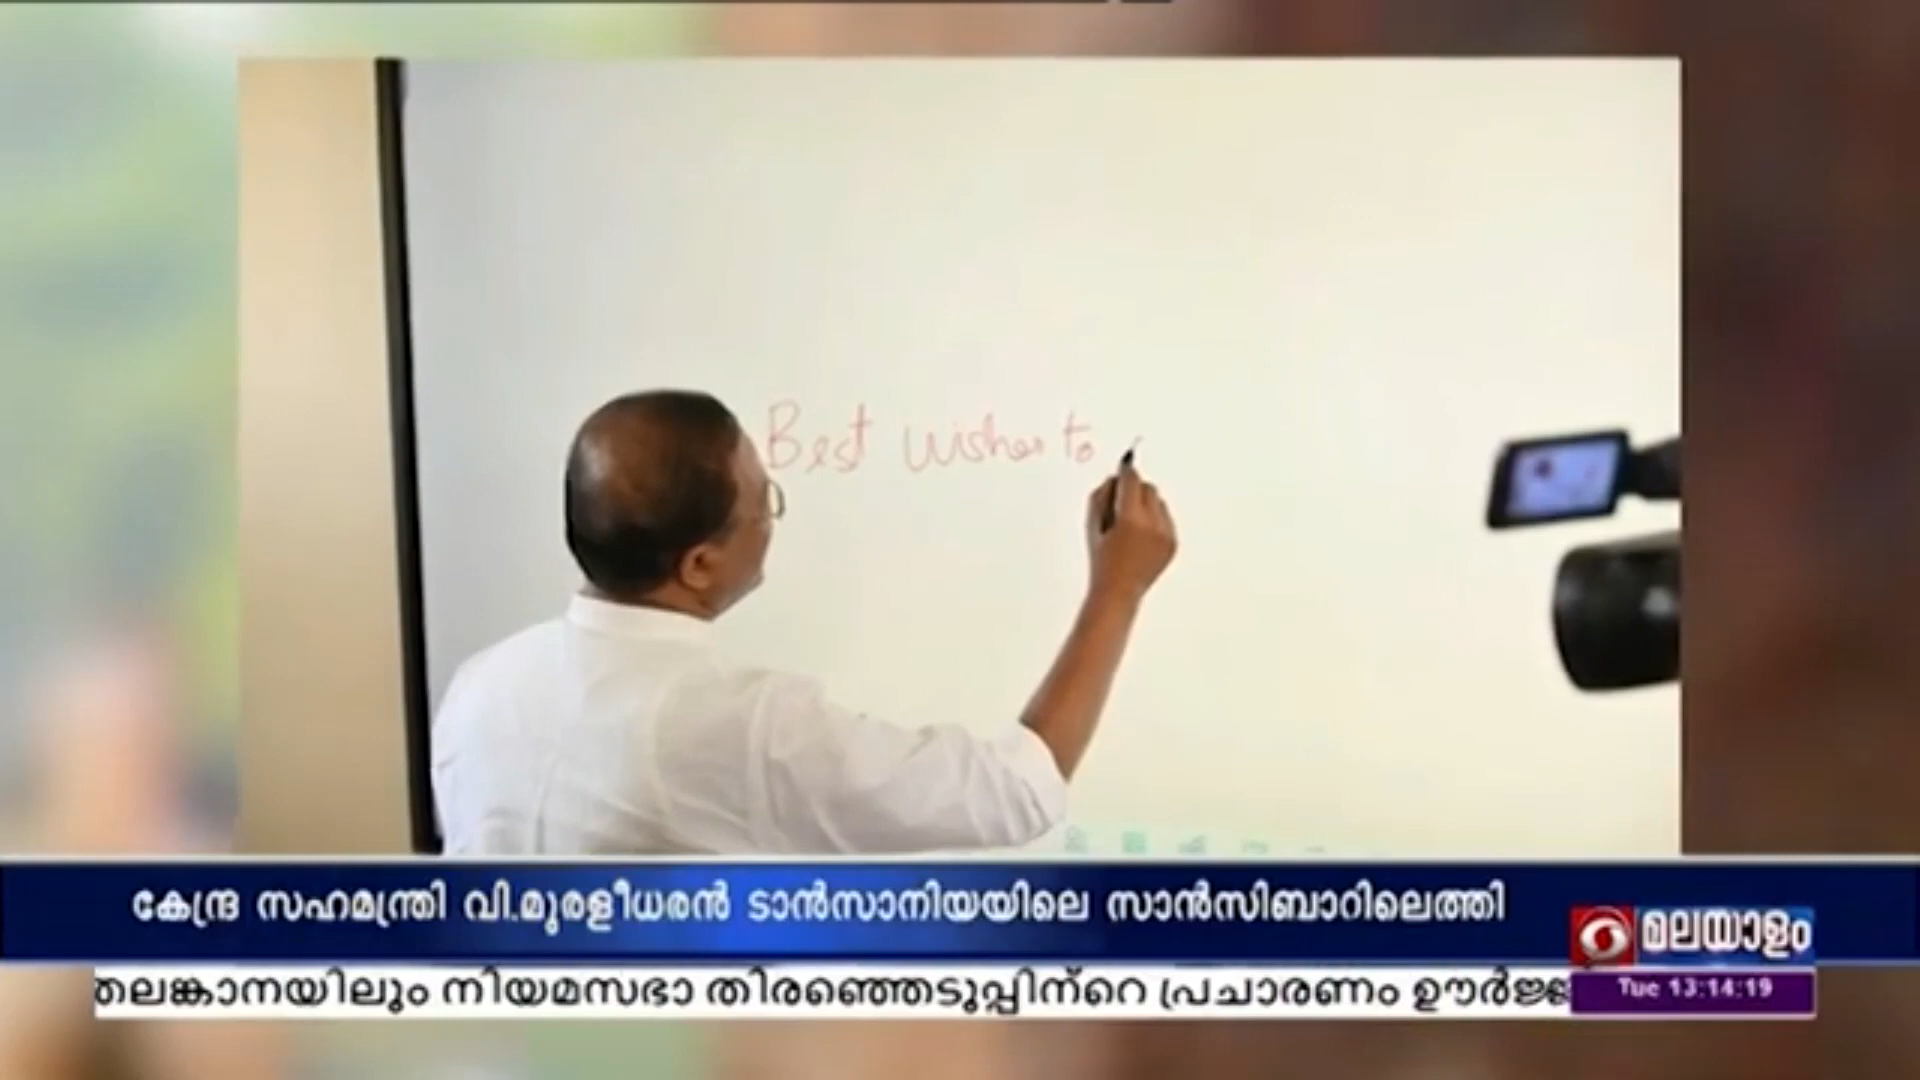 Best wishes to
കേന്ദ്ര സഹമന്ത്രി വി.മുരളീധരൻ ടാൻസാനിയയിലെ സാൻസിബാറിലെത്തി
മലയാളം
തലങ്കാനയിലും നിയമസഭാ തിരഞ്ഞെടുപ്പിന്റെ പ്രചാരണം
Tue 13:14:19